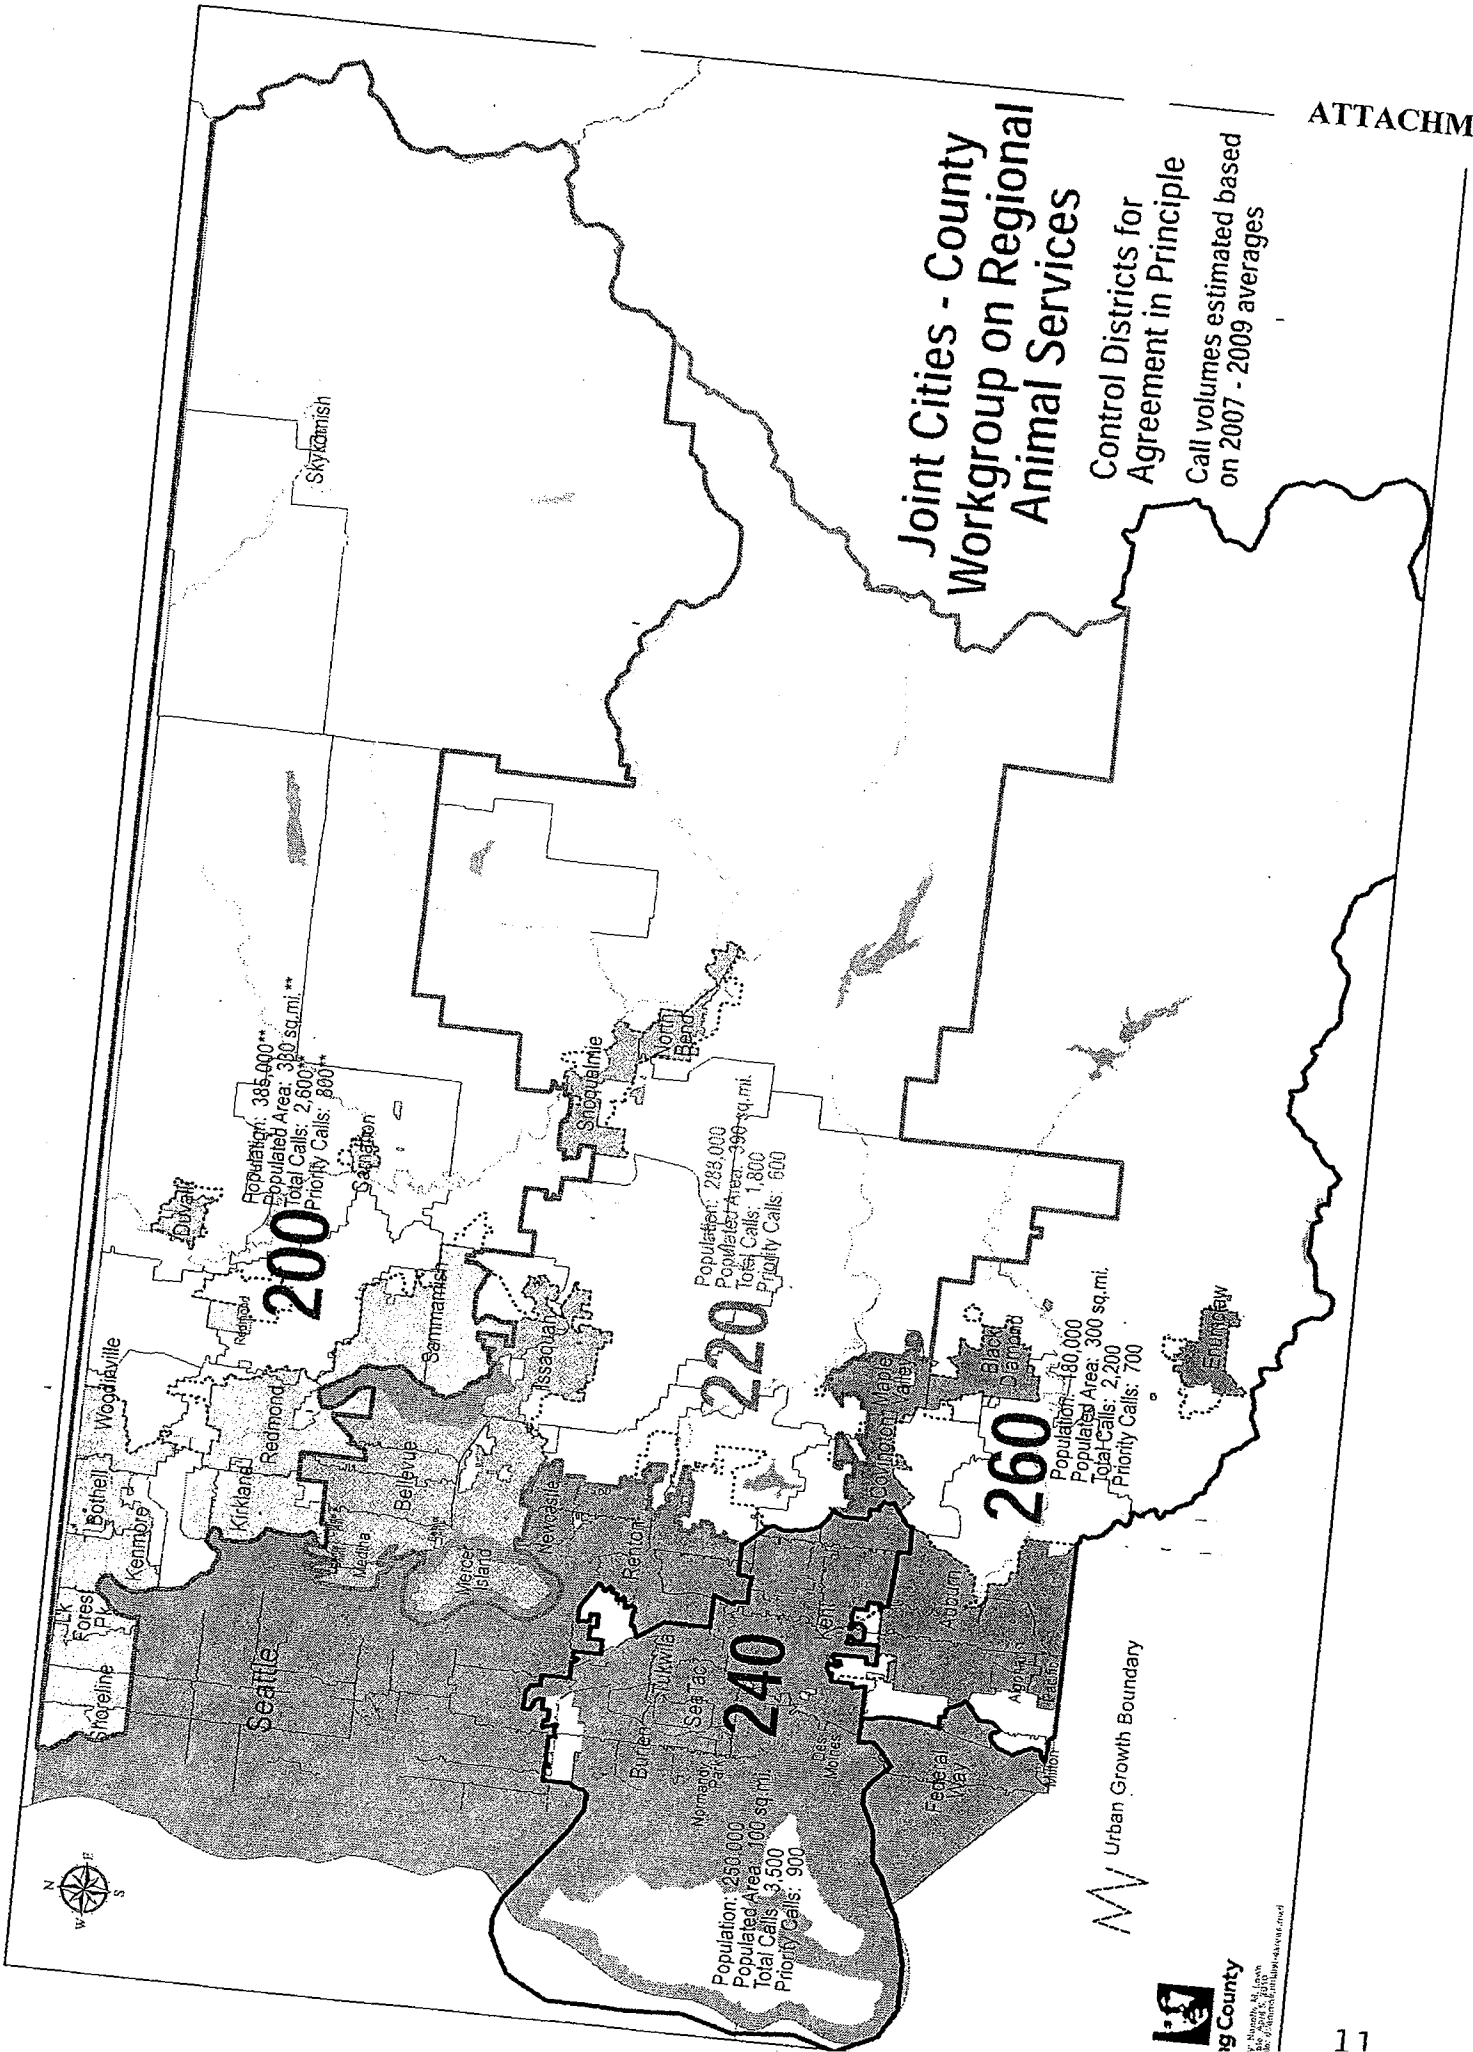 ATTACHM
Joint Cities - County
Workgroup on Regional
Animal Services
Control Districts for
Agreement in Principle
Call volumes estimated based
on 2007 - 2009 averages
N
W
E
S
Shoreline
Lk
Forest
Pk
Kenmore
Bothell
Woodinville
Duvall
Skykomish
Seattle
Kirkland
Redmond
Redmond
200
Population: 385,000**
Populated Area: 330 sq.mi.**
Total Calls: 2,600**
Priority Calls: 800**
Carnation
Medina
Bellevue
Sammamish
Mercer
Island
Newcastle
Issaquah
Snoqualmie
North
Bend
220
Population: 288,000
Populated Area: 390 sq.mi.
Total Calls: 1,800
Priority Calls: 600
Burien
Tukwila
Renton
SeaTac
Normandy
Park
240
Population: 250,000
Populated Area: 100 sq.mi.
Total Calls: 3,500
Priority Calls: 900
Des
Moines
Kent
Covington
Maple
Valley
Federal
Way
Auburn
Algona
Pacific
Milton
Black
Diamond
260
Population: 180,000
Populated Area: 300 sq.mi.
Total Calls: 2,200
Priority Calls: 700
Enumclaw
Urban Growth Boundary
ng County
11